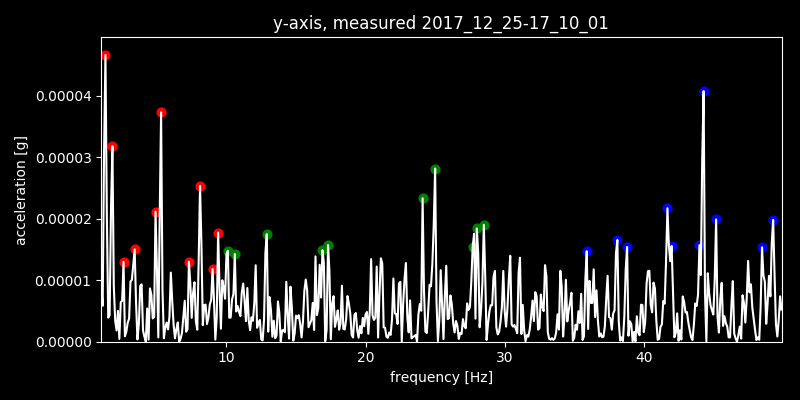 y-axis, measured 2017_12_25-17_10_01
0.00004
0.00003
0.00002
0.00001
0.00000
acceleration [g]
10 20 30 40
frequency [Hz]